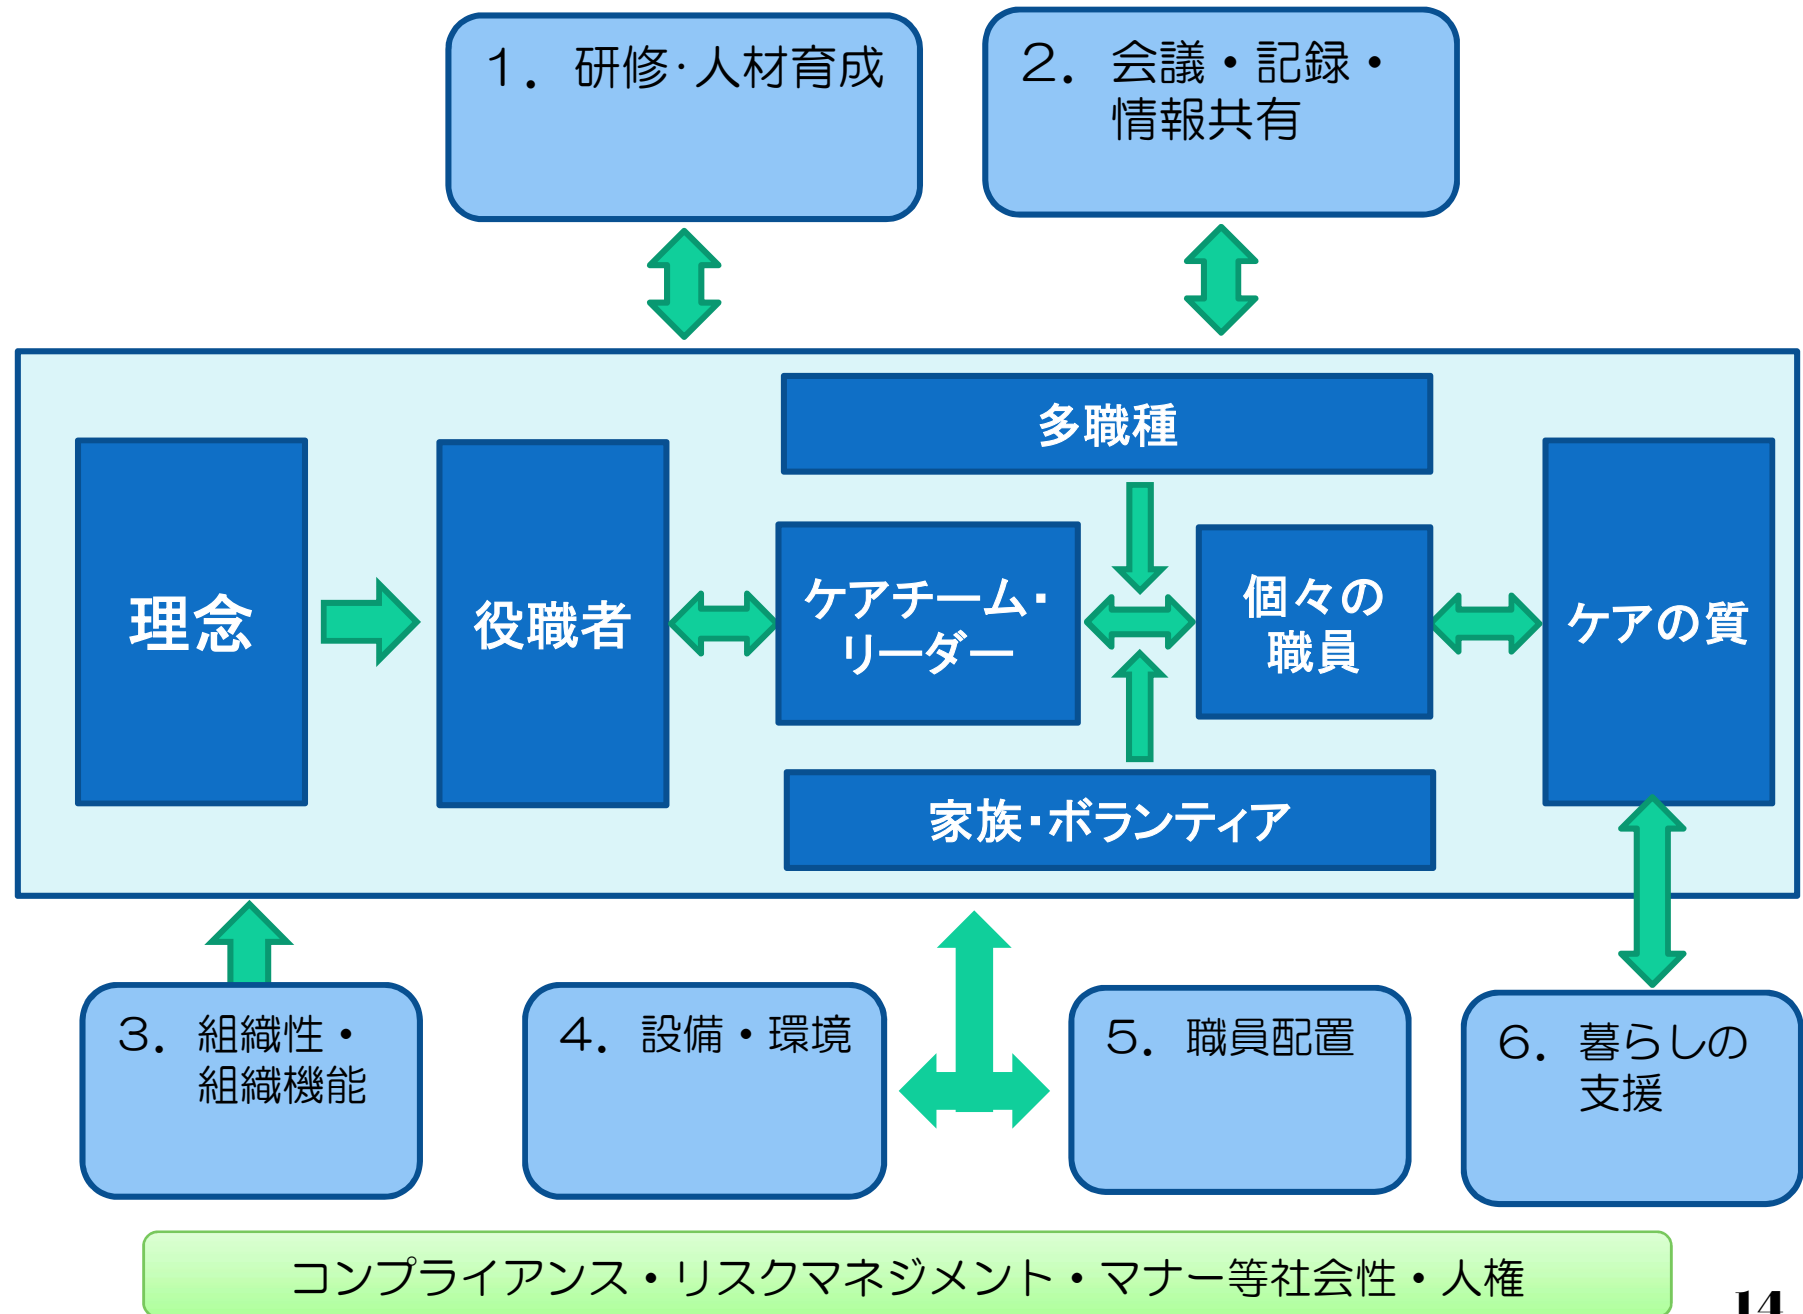 １．研修･人材育成
２．会議・記録・
情報共有
多職種
理念
役職者
ケアチーム・
リーダー
個々の
職員
ケアの質
家族・ボランティア
３．組織性・
組織機能
４．設備・環境
５．職員配置
６．暮らしの
支援
コンプライアンス・リスクマネジメント・マナー等社会性・人権
14